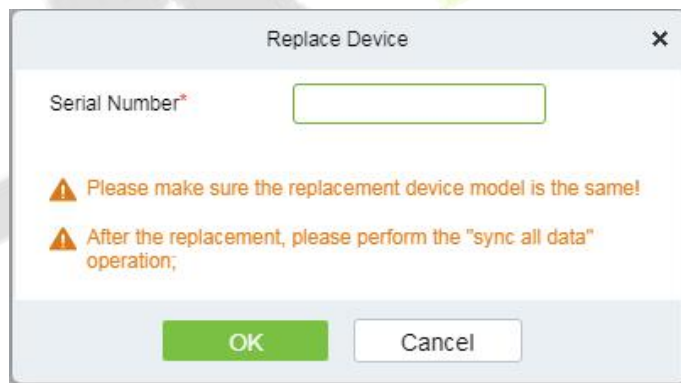 Replace Device
Serial Number*
Please make sure the replacement device model is the same!
After the replacement, please perform the "sync all data"
operation;
OK
Cancel